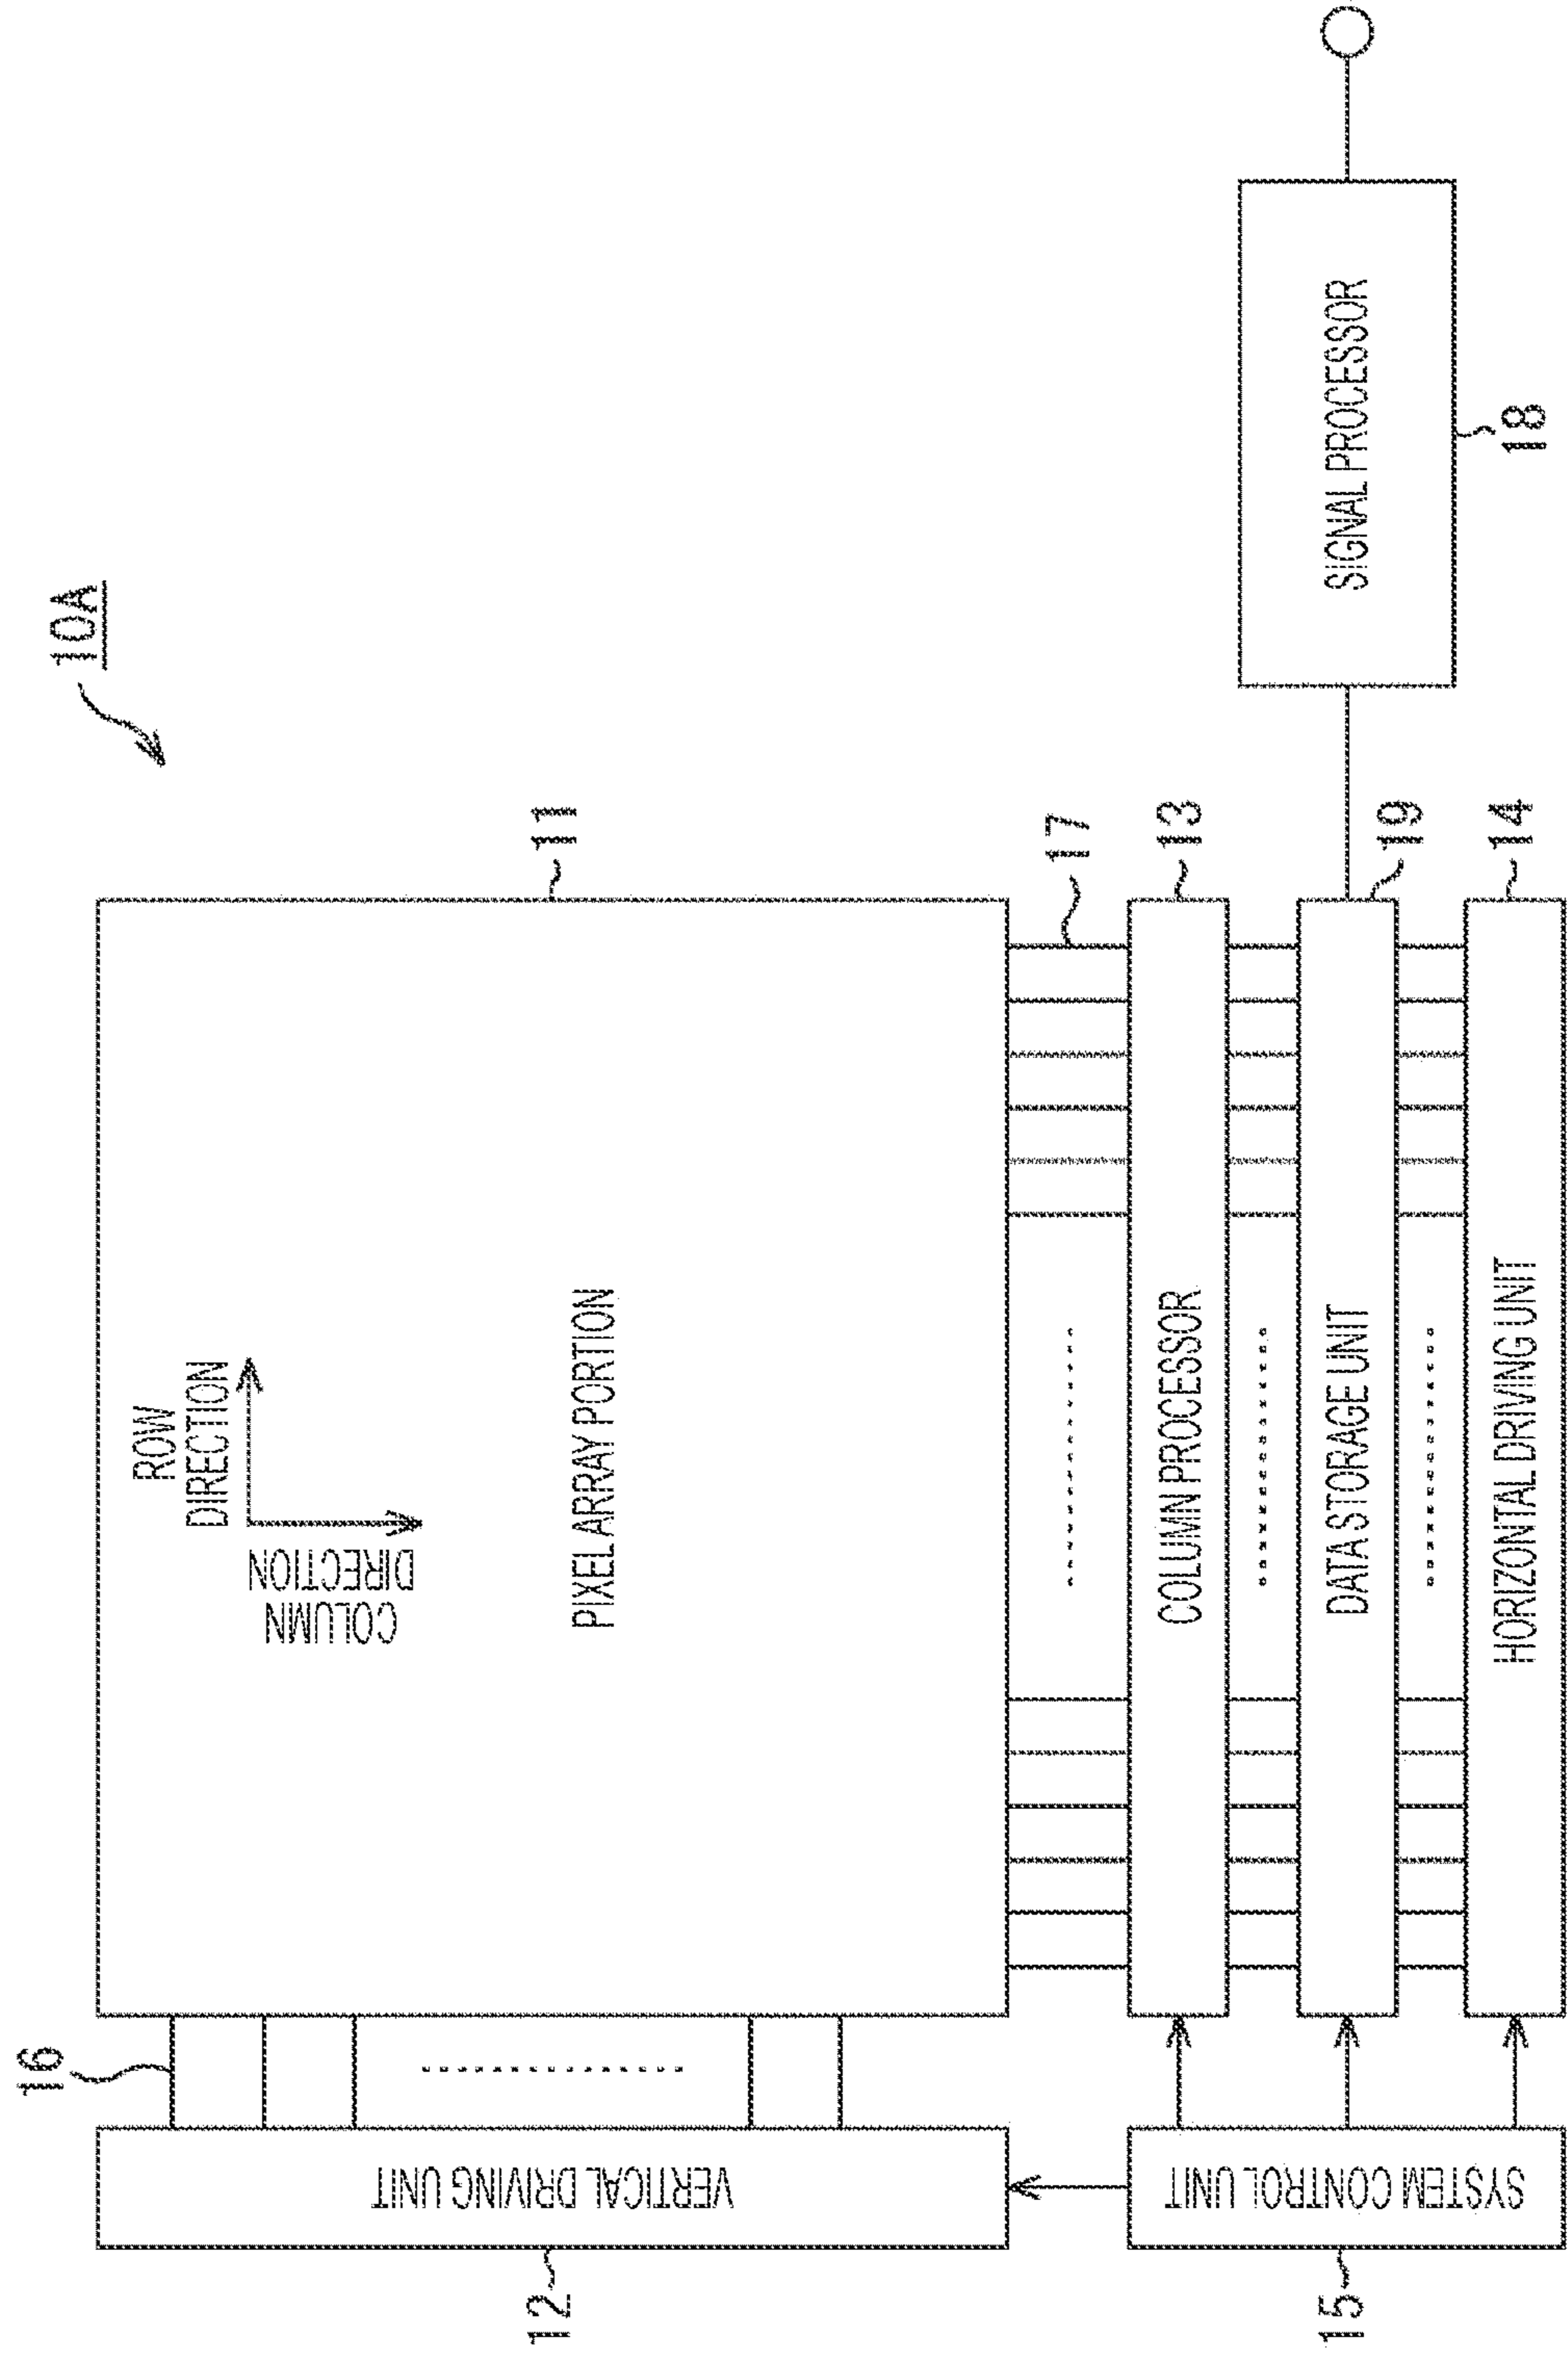 10A
16
ROW
DIRECTION
COLUMN
DIRECTION
11
PIXEL ARRAY PORTION
VERTICAL DRIVING UNIT
12
17
COLUMN PROCESSOR
13
DATA STORAGE UNIT
19
HORIZONTAL DRIVING UNIT
14
SYSTEM CONTROL UNIT
15
SIGNAL PROCESSOR
18